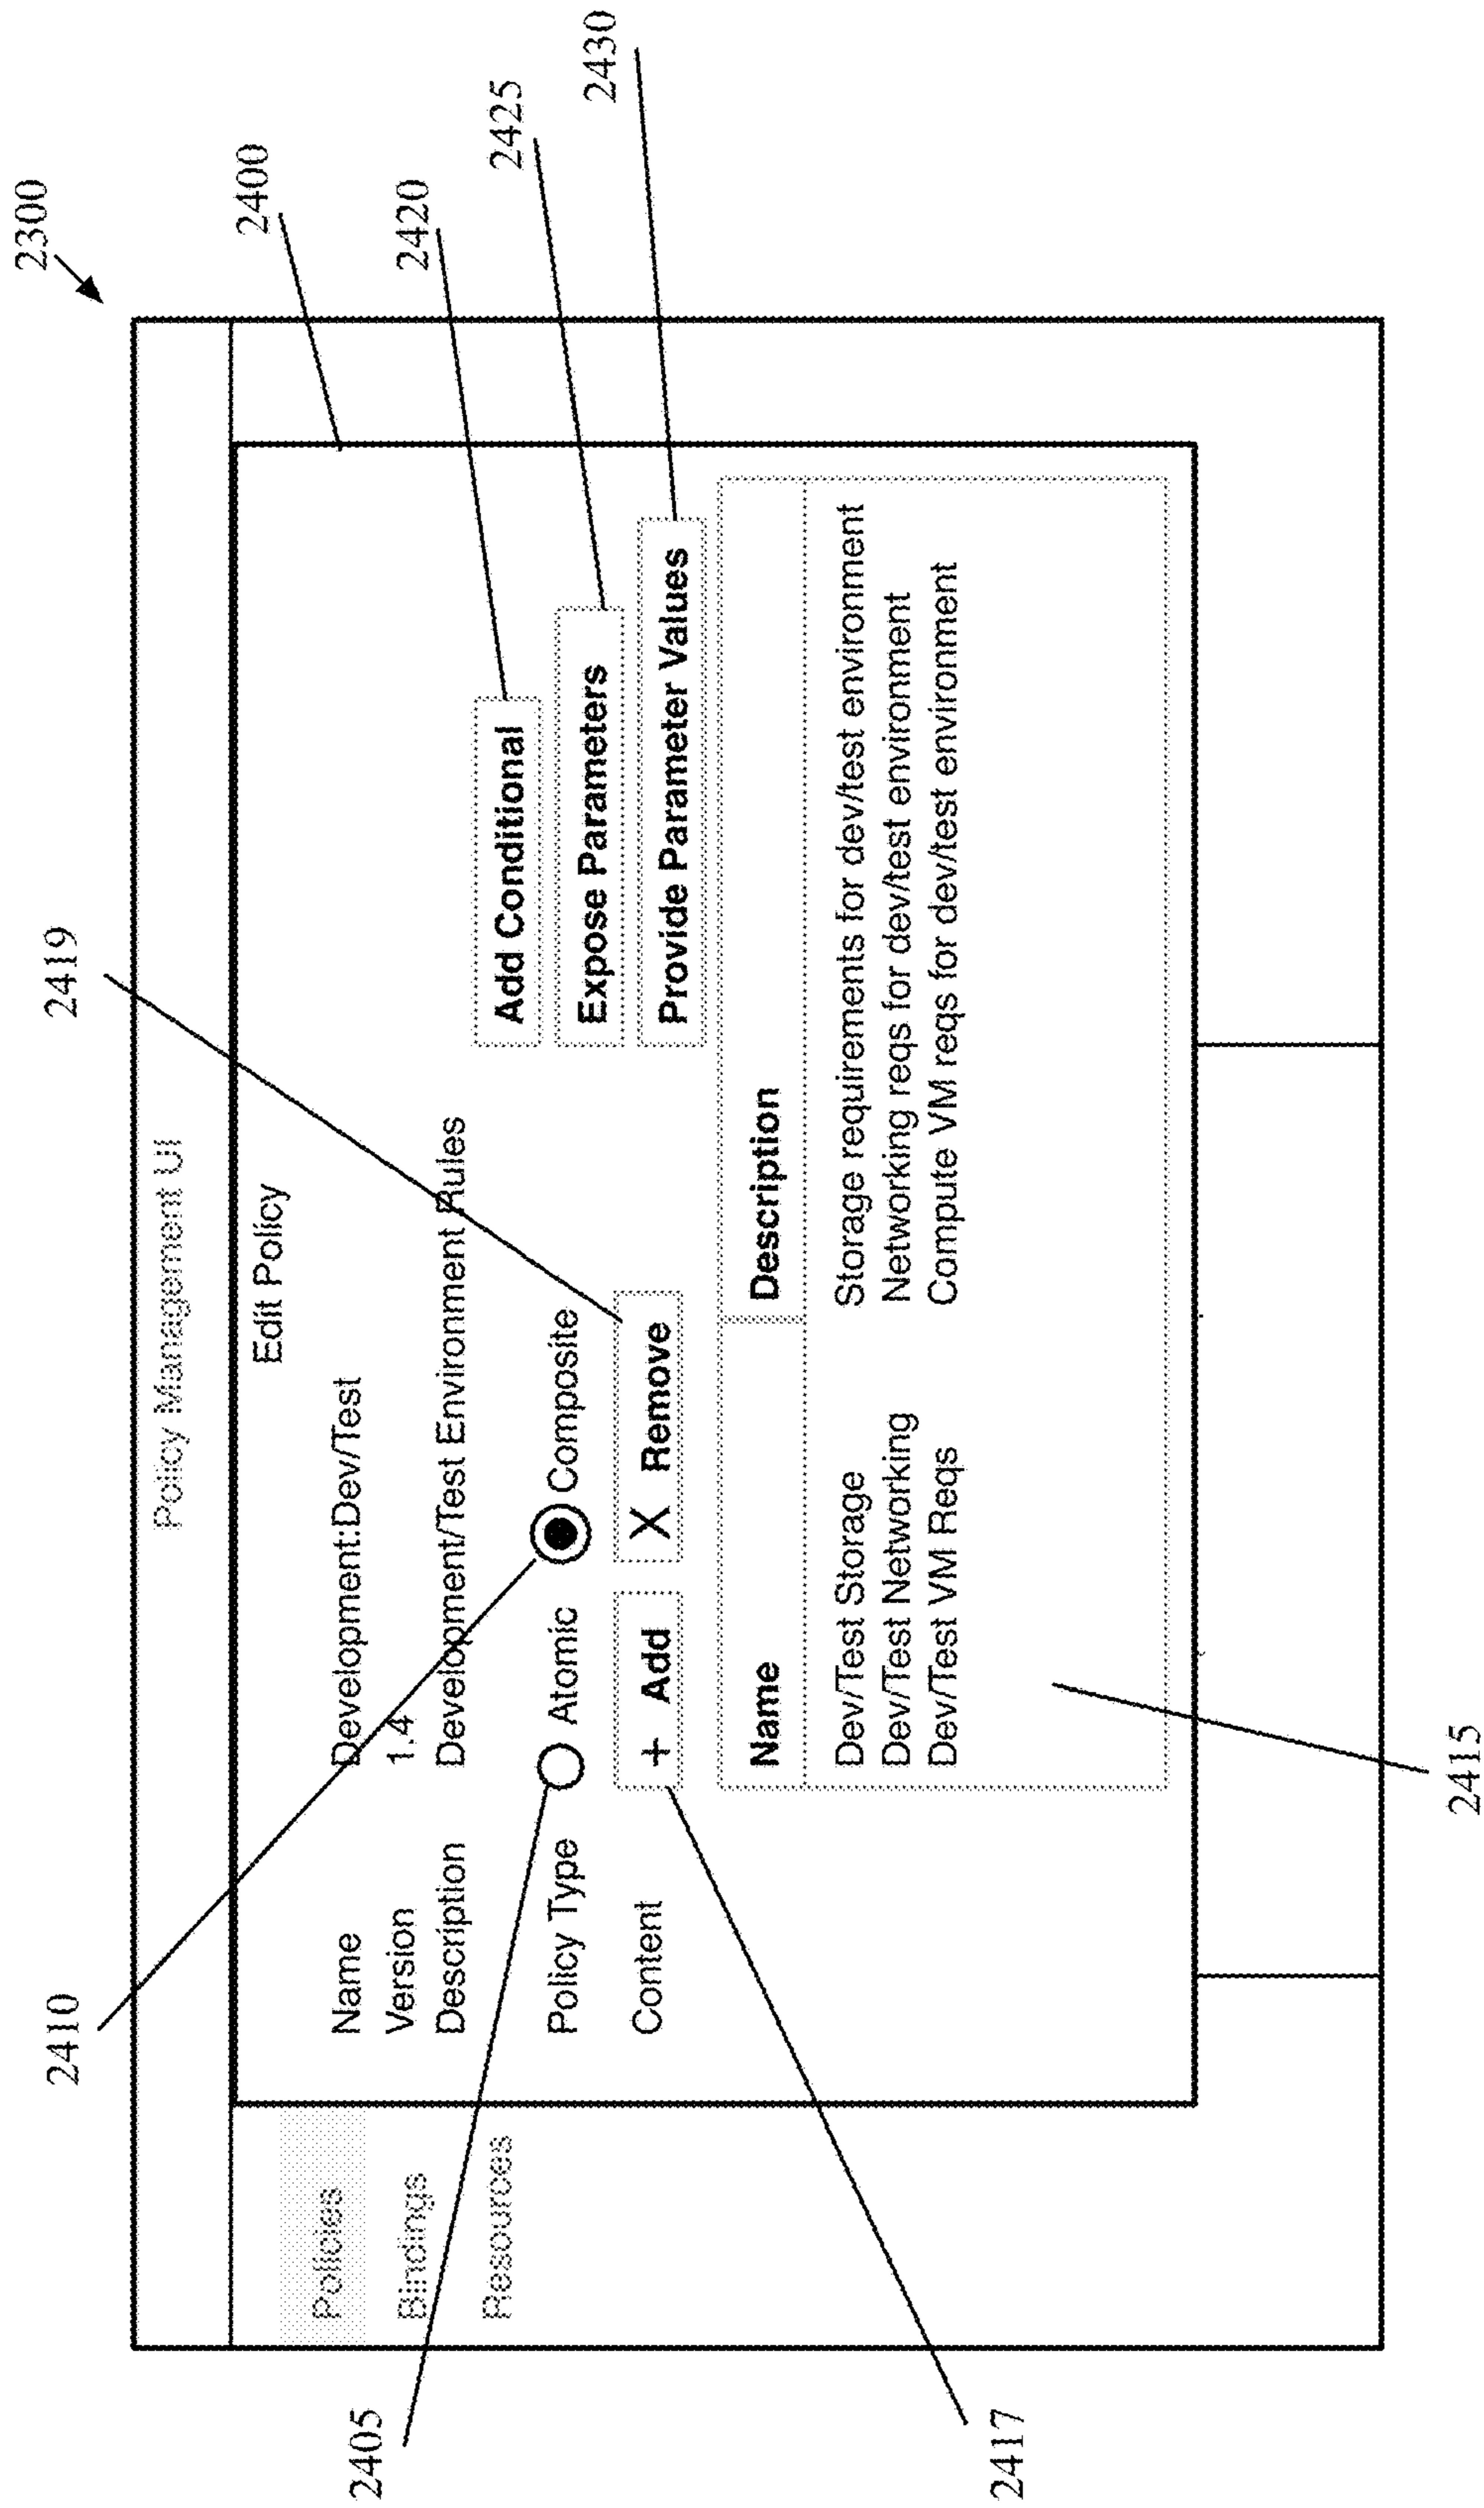 2300
2400
2420
2425
2430
2419
2410
2405
2417
2415
Policy Management UI
Policies
Bindings
Resources
Edit Policy
Name Development:Dev/Test
Version 1.4
Description Development/Test Environment Rules
Policy Type Atomic Composite
Content + Add X Remove
Add Conditional
Expose Parameters
Provide Parameter Values
Name Description
Dev/Test Storage Storage requirements for dev/test environment
Dev/Test Networking Networking reqs for dev/test environment
Dev/Test VM Reqs Compute VM reqs for dev/test environment